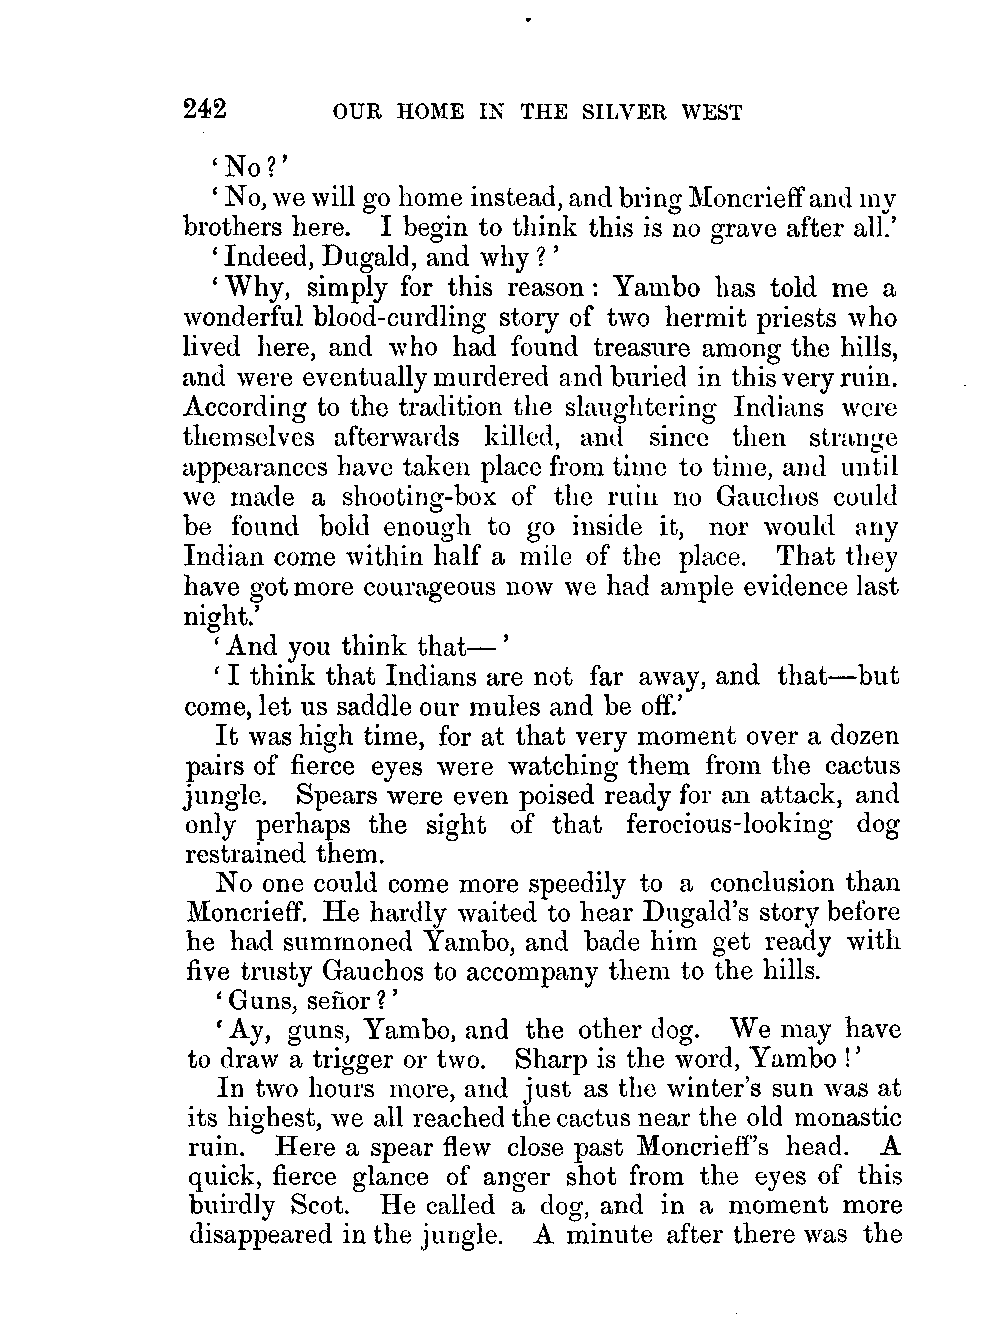 242 OUR HOME IN THE SILVER WEST
‘No?’
‘No, we will go home instead, and bring Moncrieff and my
brothers here. I begin to think this is no grave after all.’
‘Indeed, Dugald, and why?’
‘Why, simply for this reason: Yambo has told me a
wonderful blood-curdling story of two hermit priests who
lived here, and who had found treasure among the hills,
and were eventually murdered and buried in this very ruin.
According to the tradition the slaughtering Indians were
themselves afterwards killed, and since then strange
appearances have taken place from time to time, and until
we made a shooting-box of the ruin no Gauchos could
be found bold enough to go inside it, nor would any
Indian come within half a mile of the place. That they
have got more courageous now we had ample evidence last
night.’
‘And you think that—’
‘I think that Indians are not far away, and that—but
come, let us saddle our mules and be off.’
It was high time, for at that very moment over a dozen
pairs of fierce eyes were watching them from the cactus
jungle. Spears were even poised ready for an attack, and
only perhaps the sight of that ferocious-looking dog
restrained them.
No one could come more speedily to a conclusion than
Moncrieff. He hardly waited to hear Dugald’s story before
he had summoned Yambo, and bade him get ready with
five trusty Gauchos to accompany them to the hills.
‘Guns, señor?’
‘Ay, guns, Yambo, and the other dog. We may have
to draw a trigger or two. Sharp is the word, Yambo!’
In two hours more, and just as the winter’s sun was at
its highest, we all reached the cactus near the old monastic
ruin. Here a spear flew close past Moncrieff’s head. A
quick, fierce glance of anger shot from the eyes of this
buirdly Scot. He called a dog, and in a moment more
disappeared in the jungle. A minute after there was the